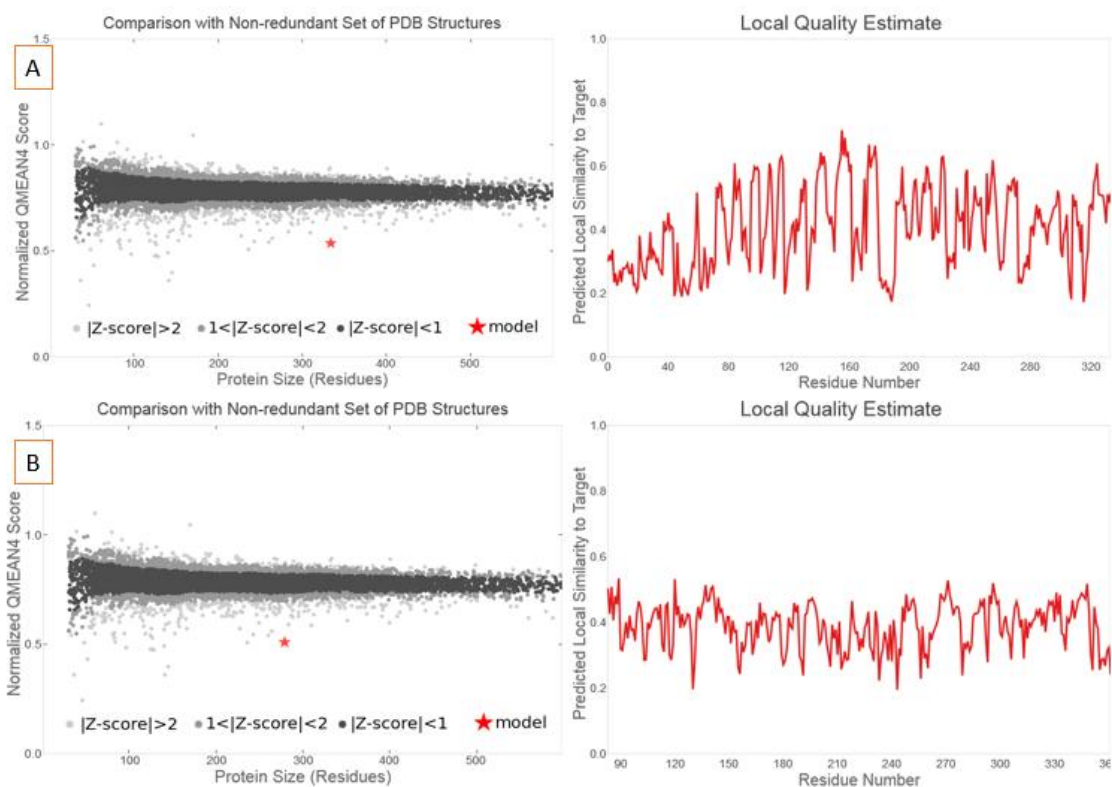 Comparison with Non-redundant Set of PDB Structures
Local Quality Estimate
A
Normalized QMEAN4 Score
1.5
1.0
0.5
0.0
|Z-score|>2 1<|Z-score|<2 |Z-score|<1 model
100 200 300 400 500
Protein Size (Residues)
Predicted Local Similarity to Target
1.0
0.8
0.6
0.4
0.2
0.0
0 40 80 120 160 200 240 280 320
Residue Number
Comparison with Non-redundant Set of PDB Structures
Local Quality Estimate
B
Normalized QMEAN4 Score
1.5
1.0
0.5
0.0
|Z-score|>2 1<|Z-score|<2 |Z-score|<1 model
100 200 300 400 500
Protein Size (Residues)
Predicted Local Similarity to Target
1.0
0.8
0.6
0.4
0.2
0.0
90 120 150 180 210 240 270 300 330 36
Residue Number